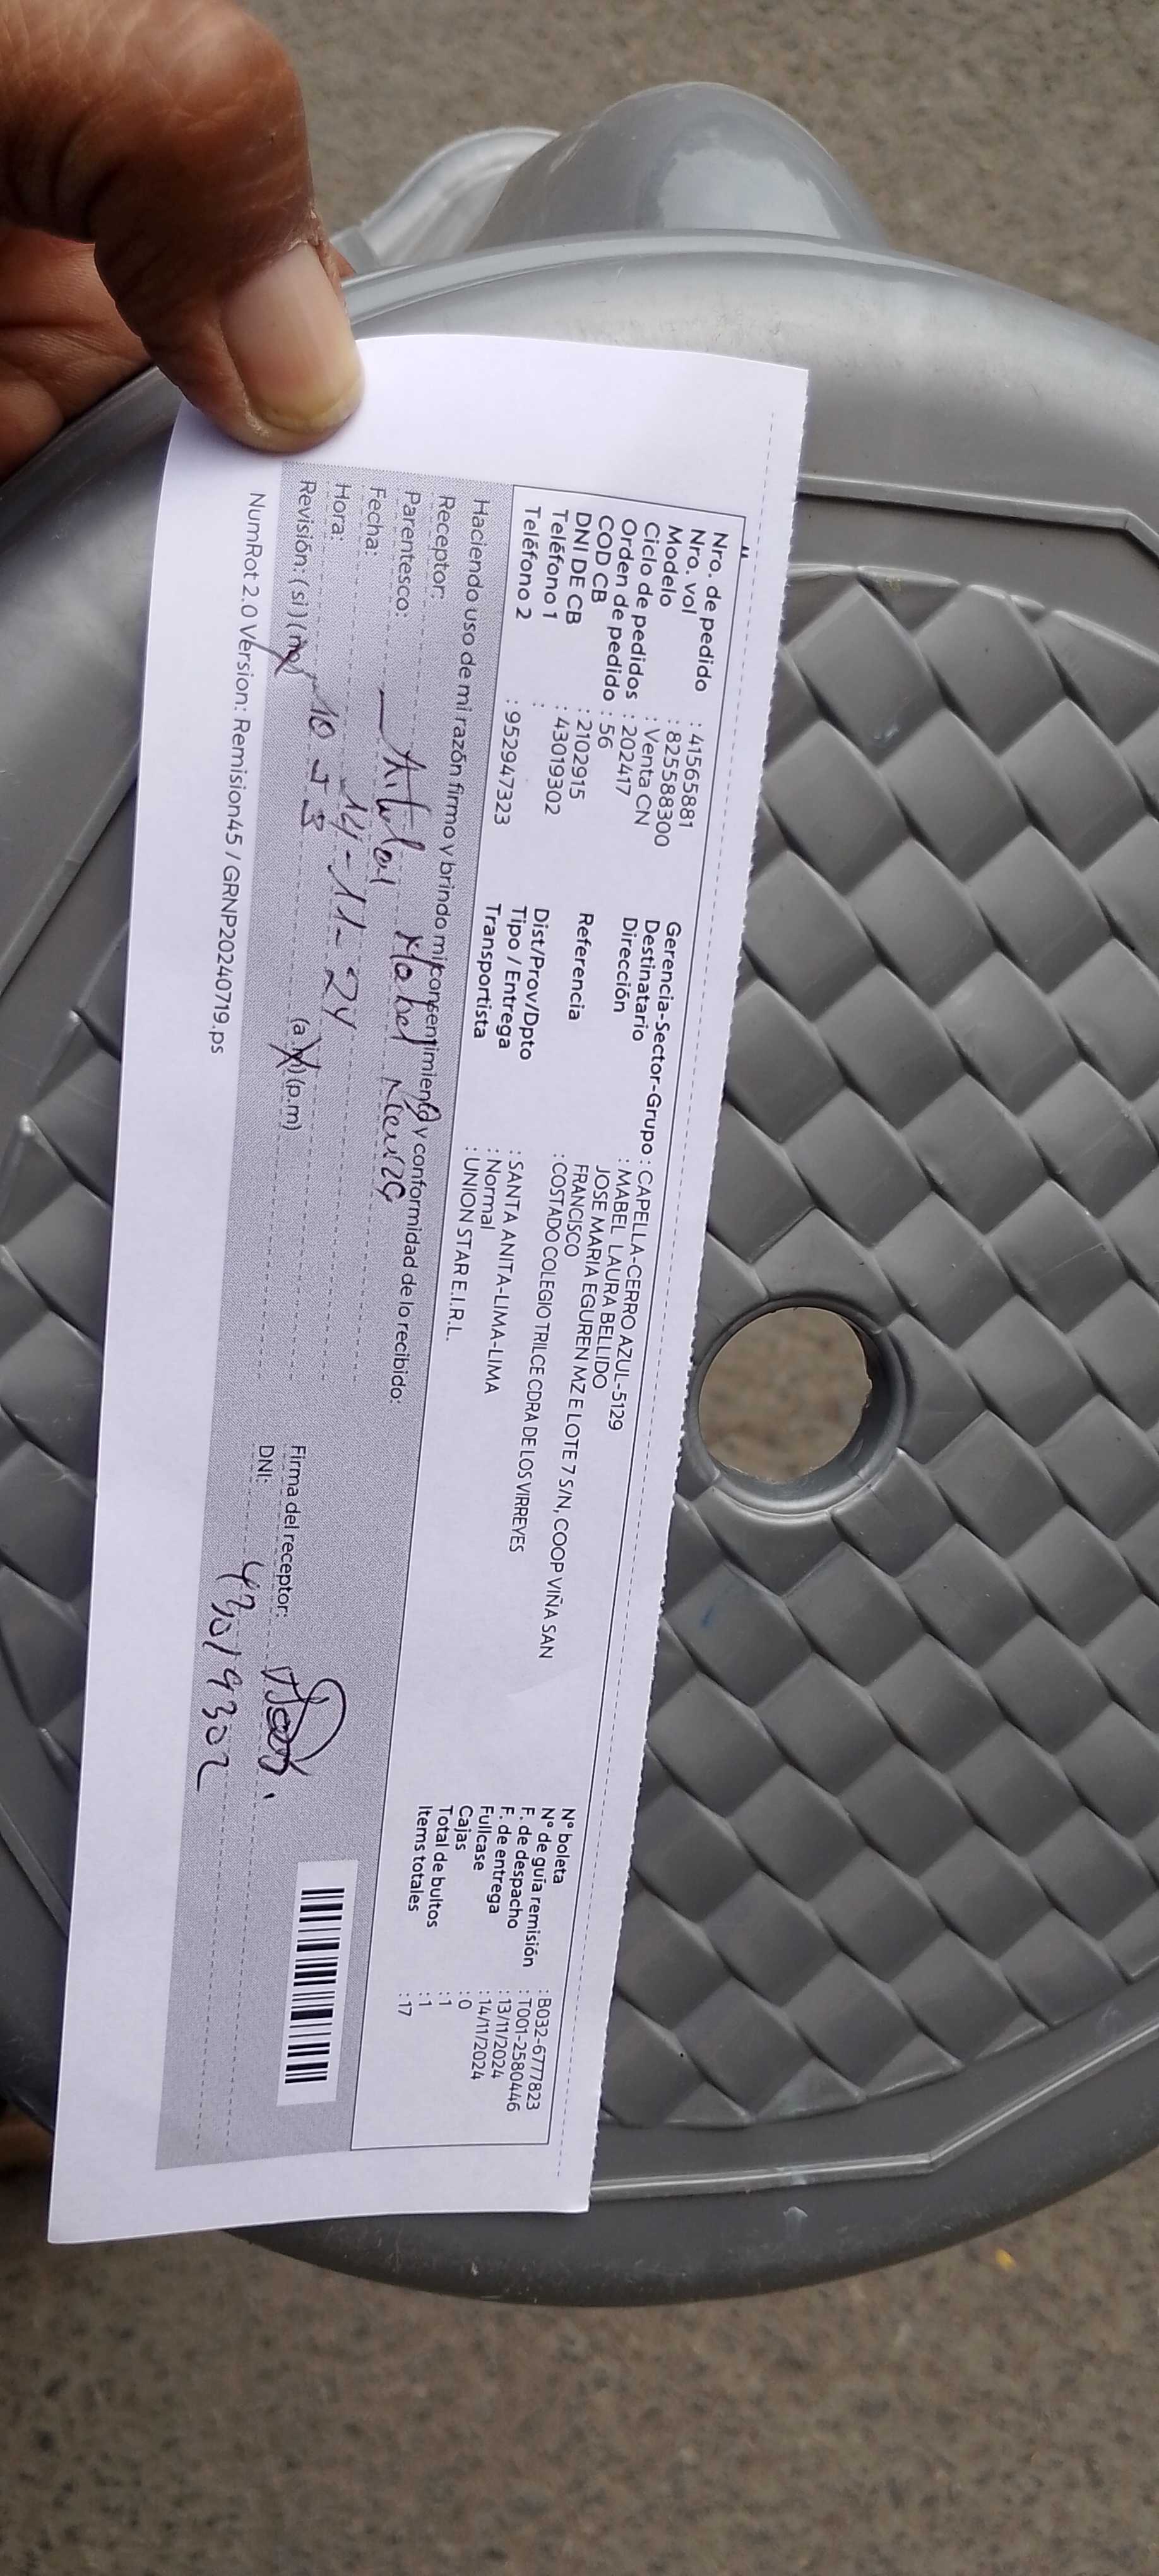 Nro. de pedido : 41565881
Nro. vol : 8255588300
Modelo : Venta CN
Ciclo de pedidos : 202417
Orden de pedido : 56
COD CB : 2102915
DNI DE CB : 43019302
Teléfono 1 :
Teléfono 2 : 952947323
Gerencia-Sector-Grupo : CAPELLA-CERRO AZUL-5129
Destinatario : MABEL LAURA BELLIDO
Dirección : JOSE MARIA EGUREN MZ E LOTE 7 S/N, COOP VIÑA SAN
FRANCISCO
Referencia : COSTADO COLEGIO TRILCE CDRA DE LOS VIRREYES
Dist/Prov/Dpto : SANTA ANITA-LIMA-LIMA
Tipo / Entrega : Normal
Transportista : UNION STAR E.I.R.L.
N° boleta : B032-6777823
N° de guia remisión : T001-2580446
F. de despacho : 13/11/2024
F. de entrega : 14/11/2024
Fullcase : 0
Cajas : 1
Total de bultos : 1
Items totales : 17
Haciendo uso de mi razón firmo y brindo mi consentimiento y conformidad de lo recibido:
Receptor: Mabel
Parentesco: Titular
Fecha: 14-11-24
Hora: 10 (a.m) (p.m)
Revisión: (si) (no)
Firma del receptor:
DNI: 43019302
NumRot 2.0 Version: Remision45 / GRNP20240719.ps